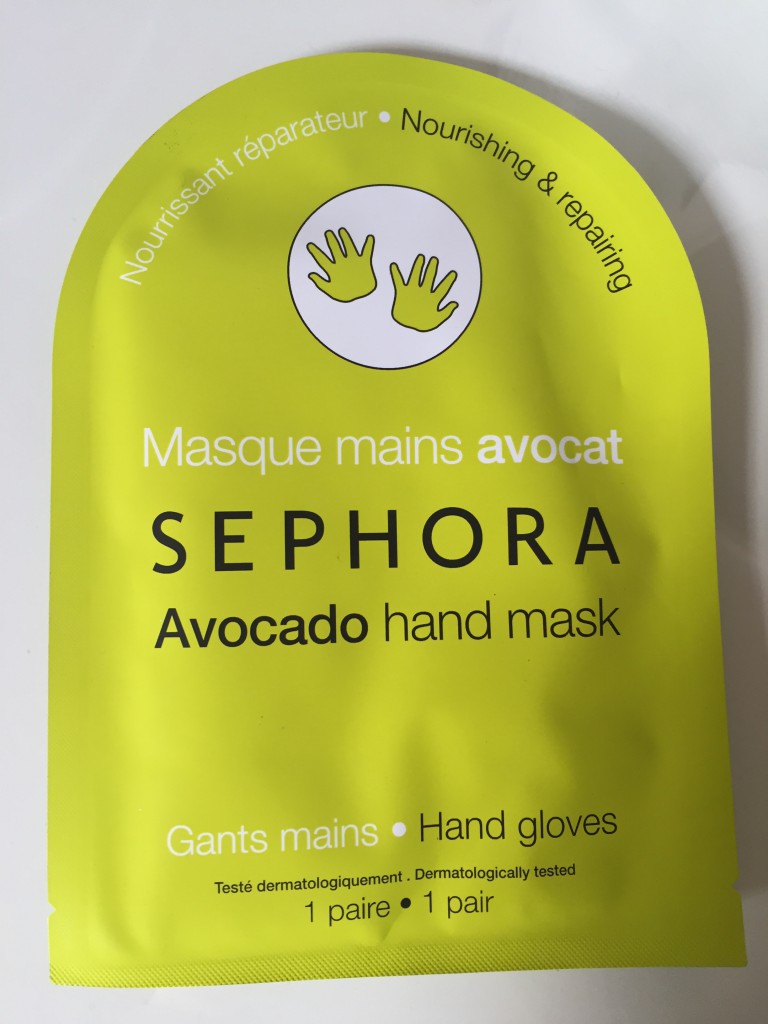 Nourrissant réparateur • Nourishing & repairing
Masque mains avocat
SEPHORA
Avocado hand mask
Gants mains • Hand gloves
Testé dermatologiquement . Dermatologically tested
1 paire • 1 pair